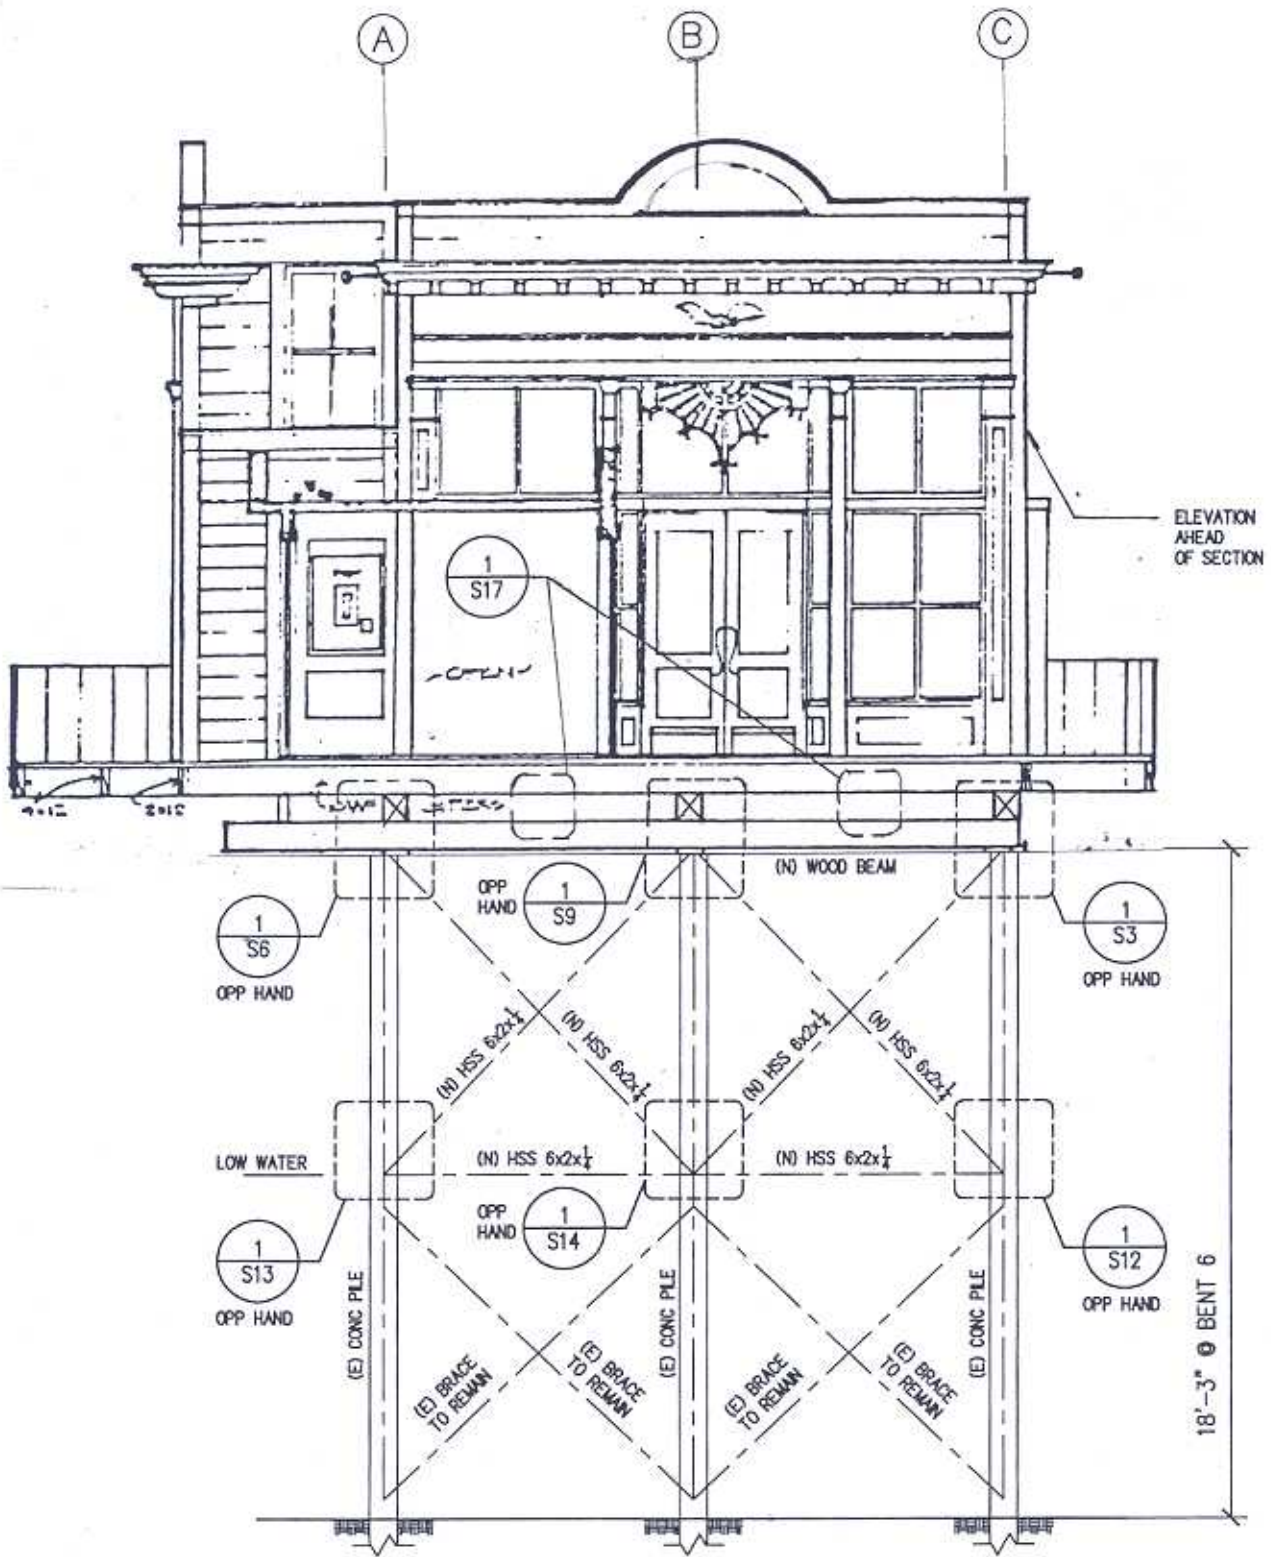 A
B
C
ELEVATION
AHEAD
OF SECTION
1
S17
OPEN
(N) WOOD BEAM
OPP
HAND
1
S9
1
S6
OPP HAND
1
S3
OPP HAND
(N) HSS 6x2x1/4
(N) HSS 6x2x1/4
(N) HSS 6x2x1/4
(N) HSS 6x2x1/4
LOW WATER
(N) HSS 6x2x1/4
(N) HSS 6x2x1/4
OPP
HAND
1
S14
1
S13
OPP HAND
1
S12
OPP HAND
(E) CONC PILE
(E) CONC PILE
(E) CONC PILE
(E) BRACE
TO REMAIN
(E) BRACE
TO REMAIN
(E) BRACE
TO REMAIN
(E) BRACE
TO REMAIN
18'-3" @ BENT 6